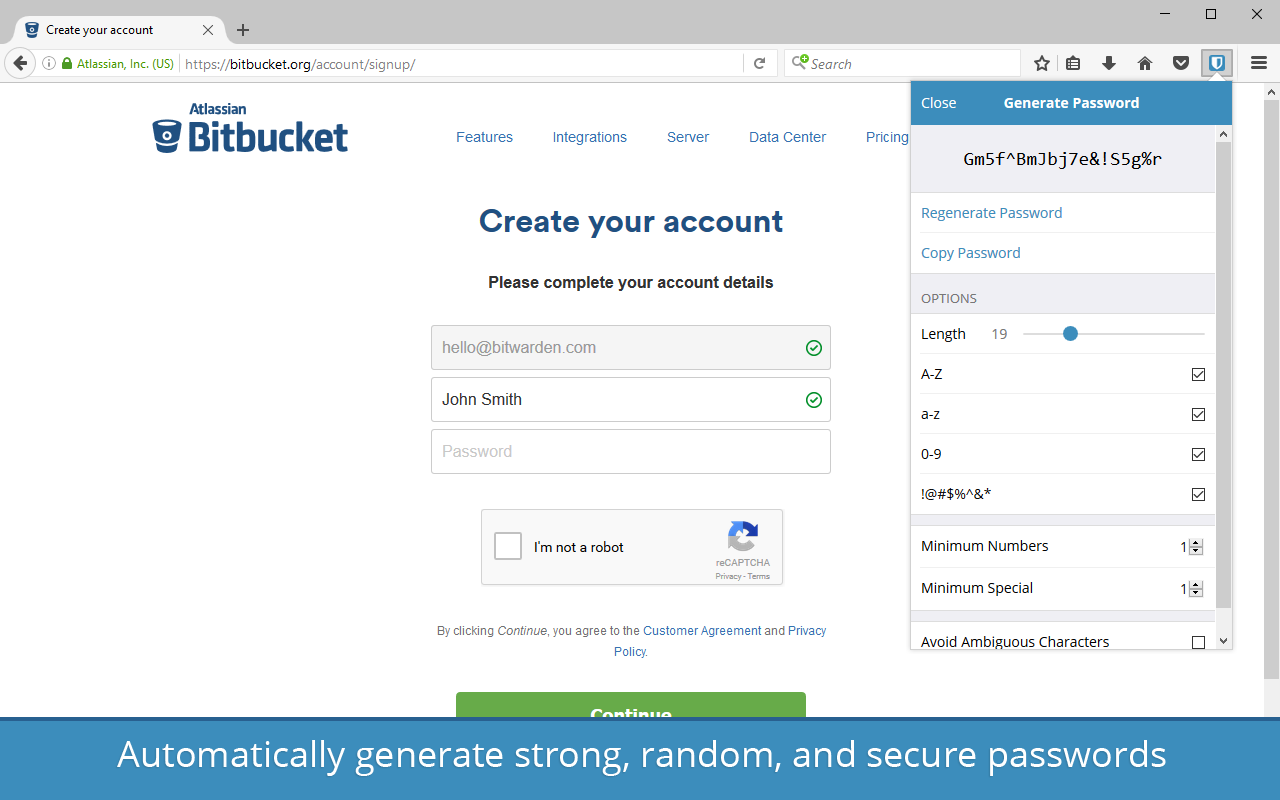 Create your account
Atlassian, Inc. (US)
https://bitbucket.org/account/signup/
Search
Atlassian
Bitbucket
Features
Integrations
Server
Data Center
Pricing
Create your account
Please complete your account details
hello@bitwarden.com
John Smith
Password
I'm not a robot
reCAPTCHA
Privacy - Terms
By clicking Continue, you agree to the Customer Agreement and Privacy
Policy.
Continue
Close
Generate Password
Gm5f^BmJbj7e&!S5g%r
Regenerate Password
Copy Password
OPTIONS
Length 19
A-Z
a-z
0-9
!@#$%^&*
Minimum Numbers 1
Minimum Special 1
Avoid Ambiguous Characters
Automatically generate strong, random, and secure passwords